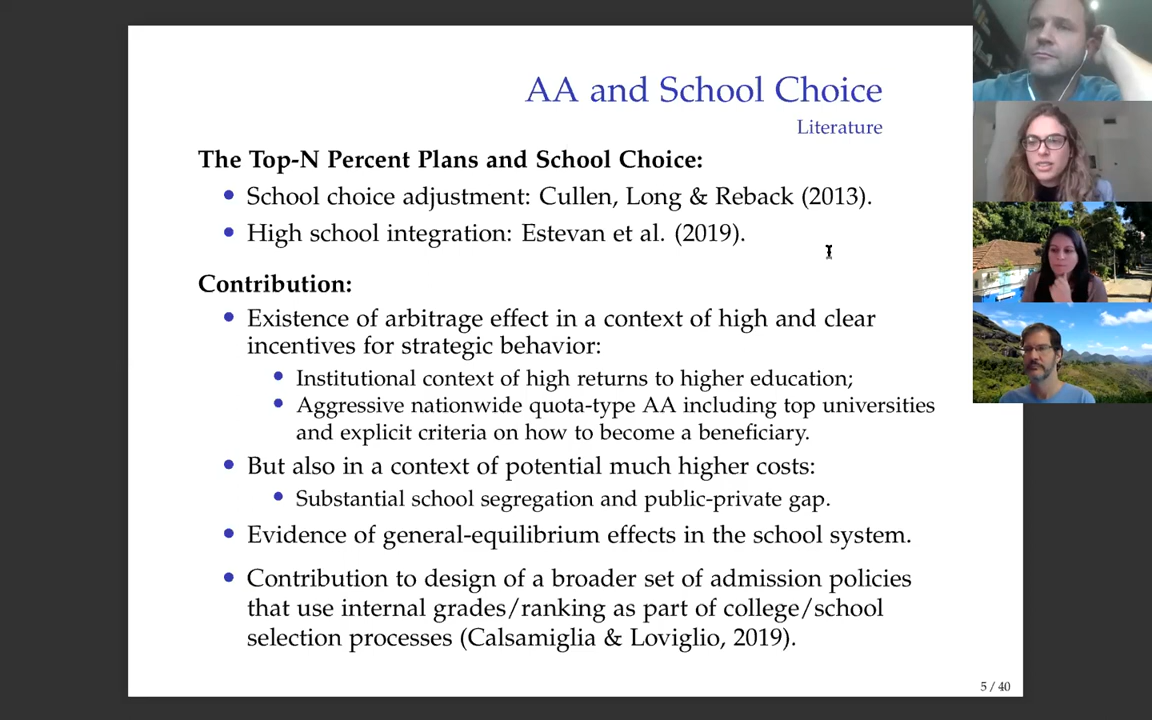 AA and School Choice
Literature
The Top-N Percent Plans and School Choice:
• School choice adjustment: Cullen, Long & Reback (2013).
• High school integration: Estevan et al. (2019).
Contribution:
• Existence of arbitrage effect in a context of high and clear
incentives for strategic behavior:
• Institutional context of high returns to higher education;
• Aggressive nationwide quota-type AA including top universities
and explicit criteria on how to become a beneficiary.
• But also in a context of potential much higher costs:
• Substantial school segregation and public-private gap.
• Evidence of general-equilibrium effects in the school system.
• Contribution to design of a broader set of admission policies
that use internal grades/ranking as part of college/school
selection processes (Calsamiglia & Loviglio, 2019).
5 / 40